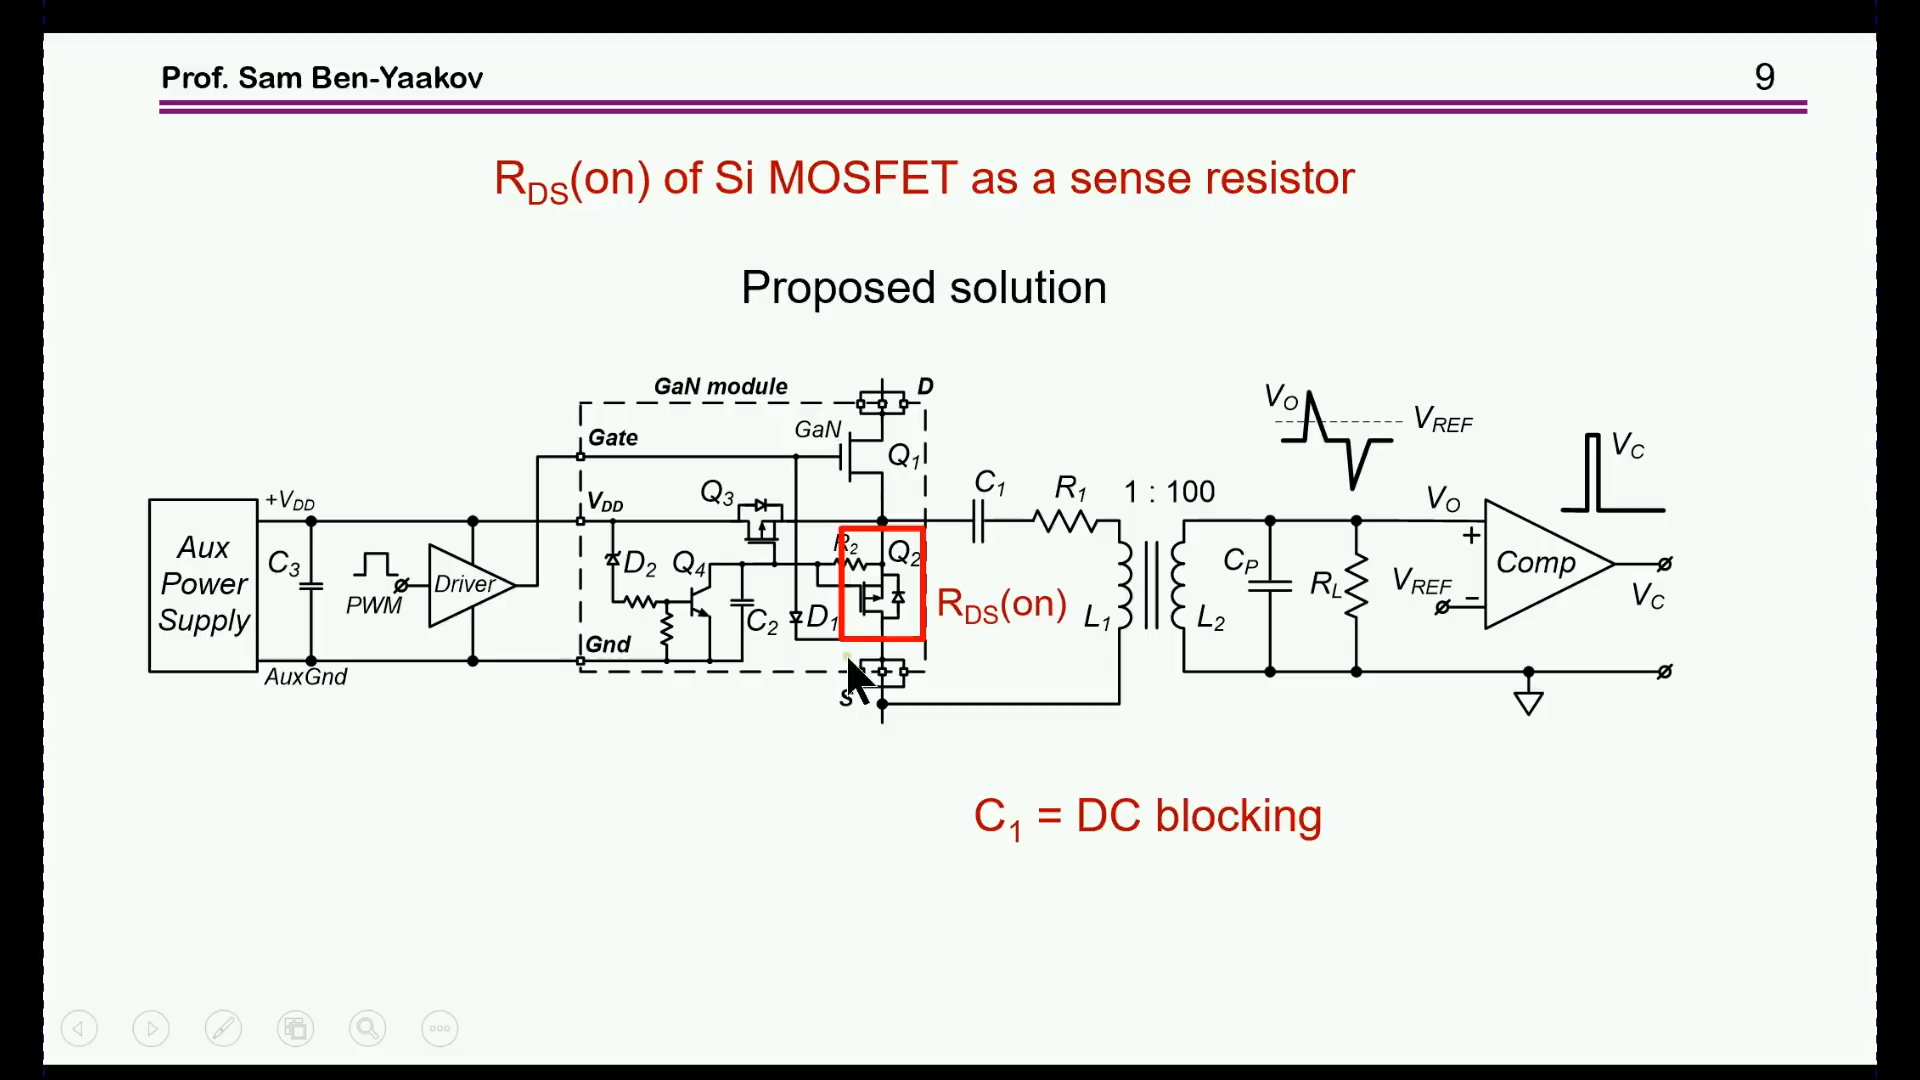 Prof. Sam Ben-Yaakov
9
RDS(on) of Si MOSFET as a sense resistor
Proposed solution
GaN module
D
VO
VREF
GaN
Gate
Q1
VC
C1
R1
1 : 100
Q3
+VDD
VDD
VO
R2
Q2
Aux
Power
Supply
C3
PWM
Driver
D2
Q4
CP
RL
VREF
+
−
Comp
VC
C2
D1
RDS(on)
L1
L2
Gnd
AuxGnd
S
C1 = DC blocking